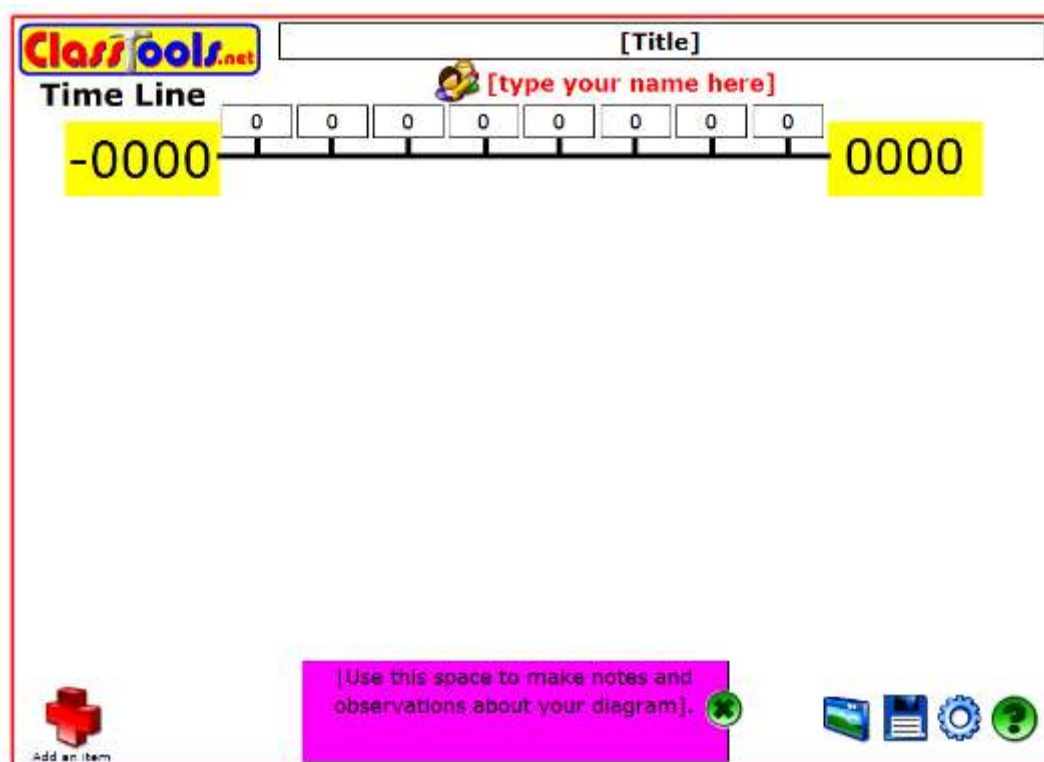 ClassTools.net
[Title]
Time Line
[type your name here]
0 0 0 0 0 0 0 0
-0000
0000
[Use this space to make notes and
observations about your diagram].
?
Add an item